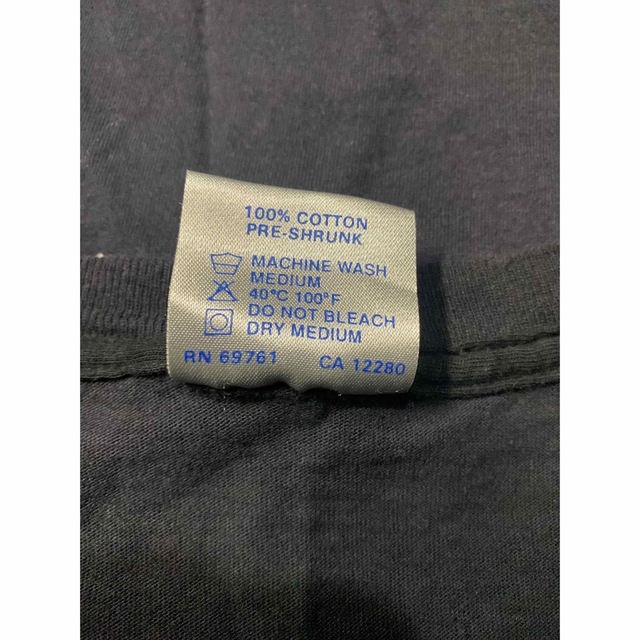 100% COTTON
PRE-SHRUNK
MACHINE WASH
MEDIUM
40°C 100°F
DO NOT BLEACH
DRY MEDIUM
RN 69761 CA 12280